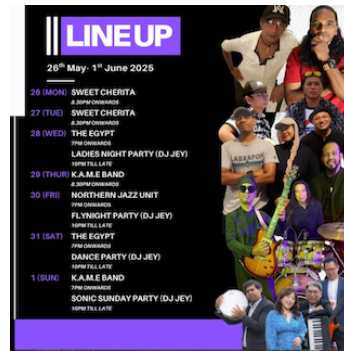 LINE UP
26th May- 1st June 2025
26 (MON) SWEET CHERITA
8.30PM ONWARDS
27 (TUE) SWEET CHERITA
8.30PM ONWARDS
28 (WED) THE EGYPT
7PM ONWARDS
LADIES NIGHT PARTY (DJ JEY)
10PM TILL LATE
29 (THUR) K.A.M.E BAND
8.30PM ONWARDS
30 (FRI) NORTHERN JAZZ UNIT
7PM ONWARDS
FLYNIGHT PARTY (DJ JEY)
10PM TILL LATE
31 (SAT) THE EGYPT
7PM ONWARDS
DANCE PARTY (DJ JEY)
10PM TILL LATE
1 (SUN) K.A.M.E BAND
7PM ONWARDS
SONIC SUNDAY PARTY (DJ JEY)
10PM TILL LATE